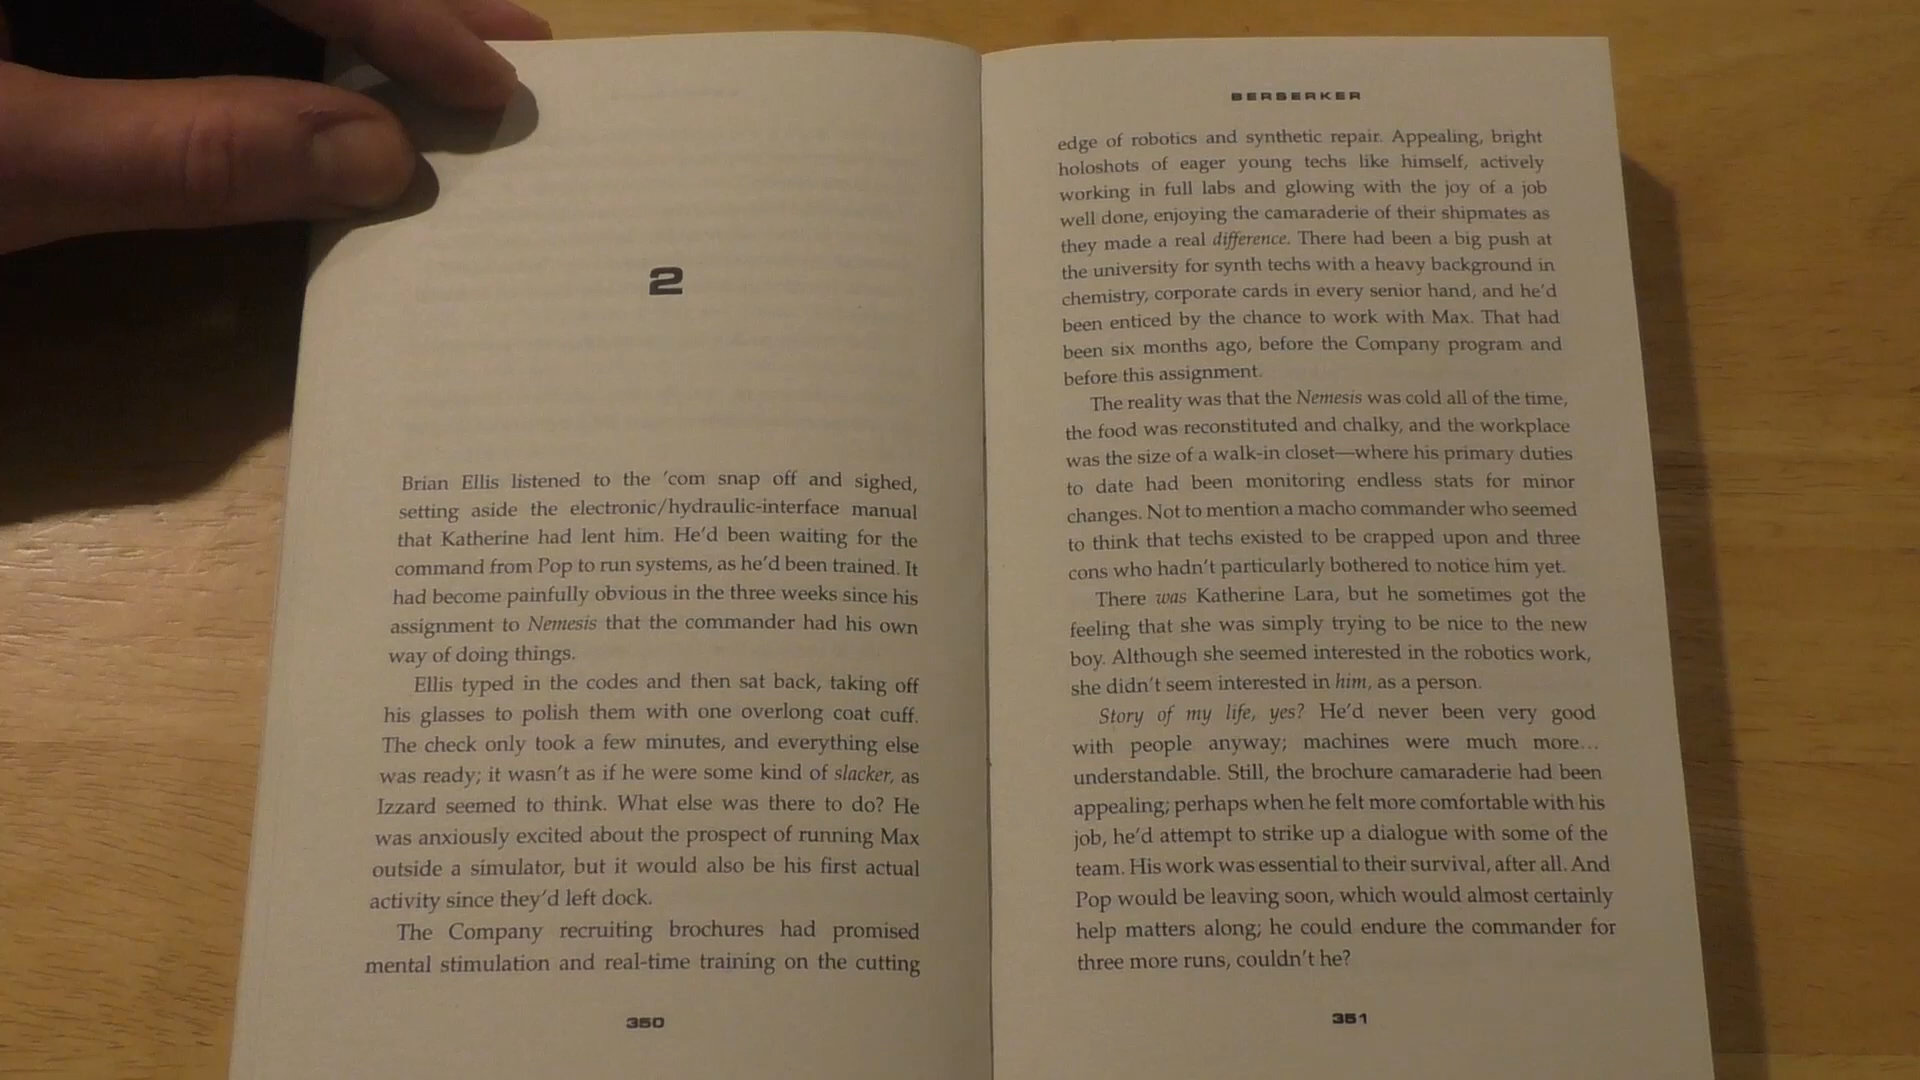 2
Brian Ellis listened to the ’com snap off and sighed,
setting aside the electronic/hydraulic-interface manual
that Katherine had lent him. He’d been waiting for the
command from Pop to run systems, as he’d been trained. It
had become painfully obvious in the three weeks since his
assignment to Nemesis that the commander had his own
way of doing things.
Ellis typed in the codes and then sat back, taking off
his glasses to polish them with one overlong coat cuff.
The check only took a few minutes, and everything else
was ready; it wasn’t as if he were some kind of slacker, as
Izzard seemed to think. What else was there to do? He
was anxiously excited about the prospect of running Max
outside a simulator, but it would also be his first actual
activity since they’d left dock.
The Company recruiting brochures had promised
mental stimulation and real-time training on the cutting
350
BERSERKER
edge of robotics and synthetic repair. Appealing, bright
holoshots of eager young techs like himself, actively
working in full labs and glowing with the joy of a job
well done, enjoying the camaraderie of their shipmates as
they made a real difference. There had been a big push at
the university for synth techs with a heavy background in
chemistry, corporate cards in every senior hand, and he’d
been enticed by the chance to work with Max. That had
been six months ago, before the Company program and
before this assignment.
The reality was that the Nemesis was cold all of the time,
the food was reconstituted and chalky, and the workplace
was the size of a walk-in closet—where his primary duties
to date had been monitoring endless stats for minor
changes. Not to mention a macho commander who seemed
to think that techs existed to be crapped upon and three
cons who hadn’t particularly bothered to notice him yet.
There was Katherine Lara, but he sometimes got the
feeling that she was simply trying to be nice to the new
boy. Although she seemed interested in the robotics work,
she didn’t seem interested in him, as a person.
Story of my life, yes? He’d never been very good
with people anyway; machines were much more...
understandable. Still, the brochure camaraderie had been
appealing; perhaps when he felt more comfortable with his
job, he’d attempt to strike up a dialogue with some of the
team. His work was essential to their survival, after all. And
Pop would be leaving soon, which would almost certainly
help matters along; he could endure the commander for
three more runs, couldn’t he?
351